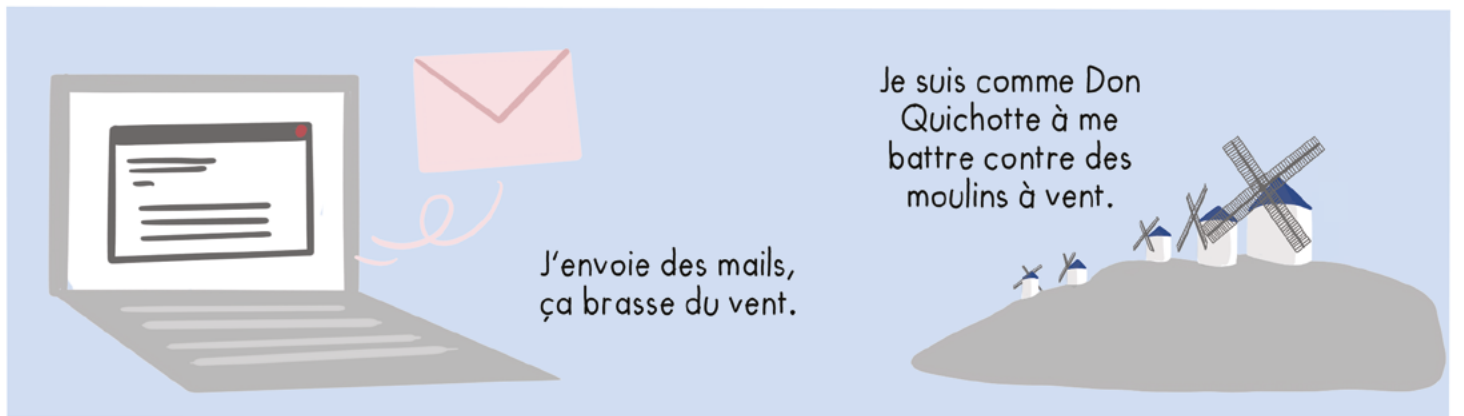 J'envoie des mails,
ça brasse du vent.
Je suis comme Don
Quichotte à me
battre contre des
moulins à vent.